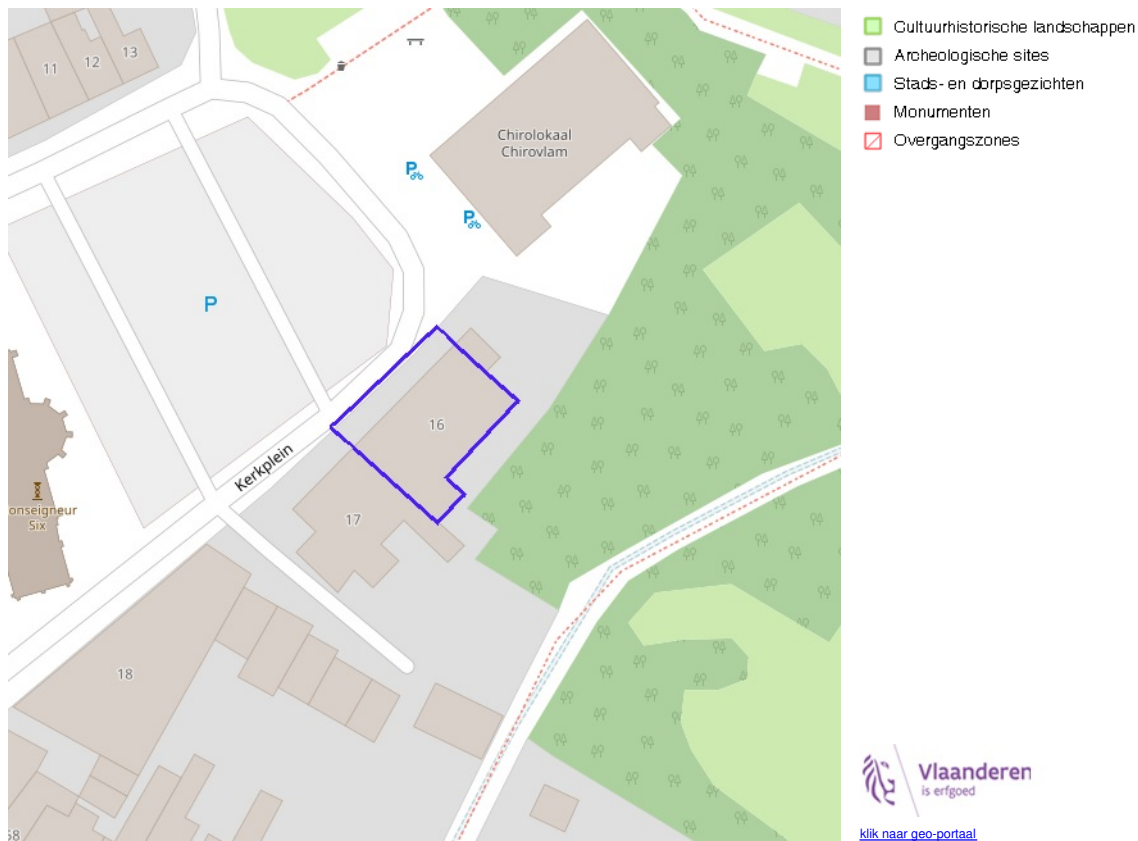 11
12
13
Chirolokaal
Chirovlam
P
P
P
16
Kerkplein
17
onseigneur
Six
18
58
Cultuurhistorische landschappen
Archeologische sites
Stads- en dorpsgezichten
Monumenten
Overgangszones
Vlaanderen
is erfgoed
klik naar geo-portaal